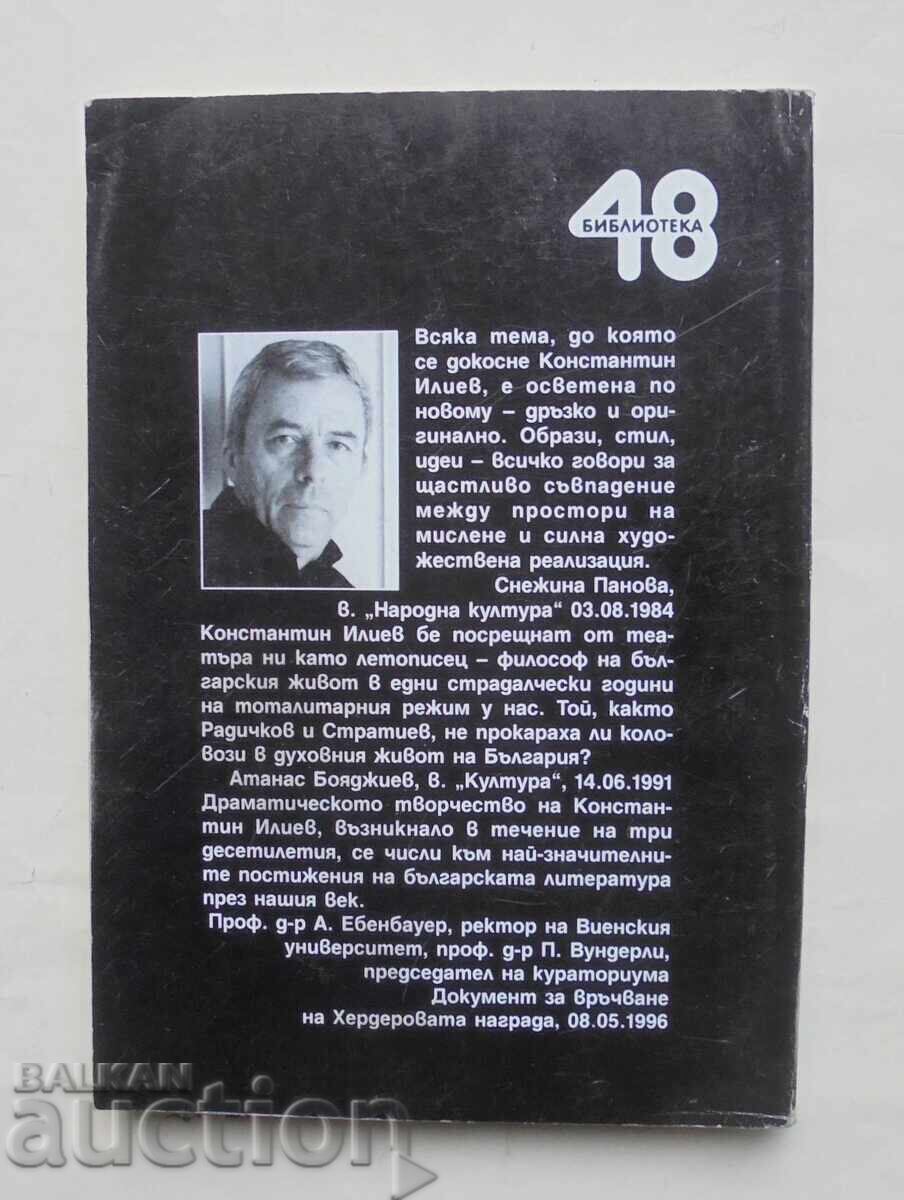 48
БИБЛИОТЕКА
Всяка тема, до която
се докосне Константин
Илиев, е осветена по
новому – дръзко и ори-
гинално. Образи, стил,
идеи – всичко говори за
щастливо съвпадение
между простори на
мислене и силна худо-
жествена реализация.
Снежина Панова,
в. „Народна култура“ 03.08.1984
Константин Илиев бе посрещнат от теа-
търа ни като летописец – философ на бъл-
гарския живот в едни страдалчески години
на тоталитарния режим у нас. Той, както
Радичков и Стратиев, не прокараха ли коло-
вози в духовния живот на България?
Атанас Бояджиев, в. „Култура“, 14.06.1991
Драматическото творчество на Констан-
тин Илиев, възникнало в течение на три
десетилетия, се числи към най-значителни-
те постижения на българската литература
през нашия век.
Проф. д-р А. Ебенбауер, ректор на Виенския
университет, проф. д-р П. Вундерли,
председател на кураториума
Документ за връчване
на Хердеровата награда, 08.05.1996
BALKAN
auction